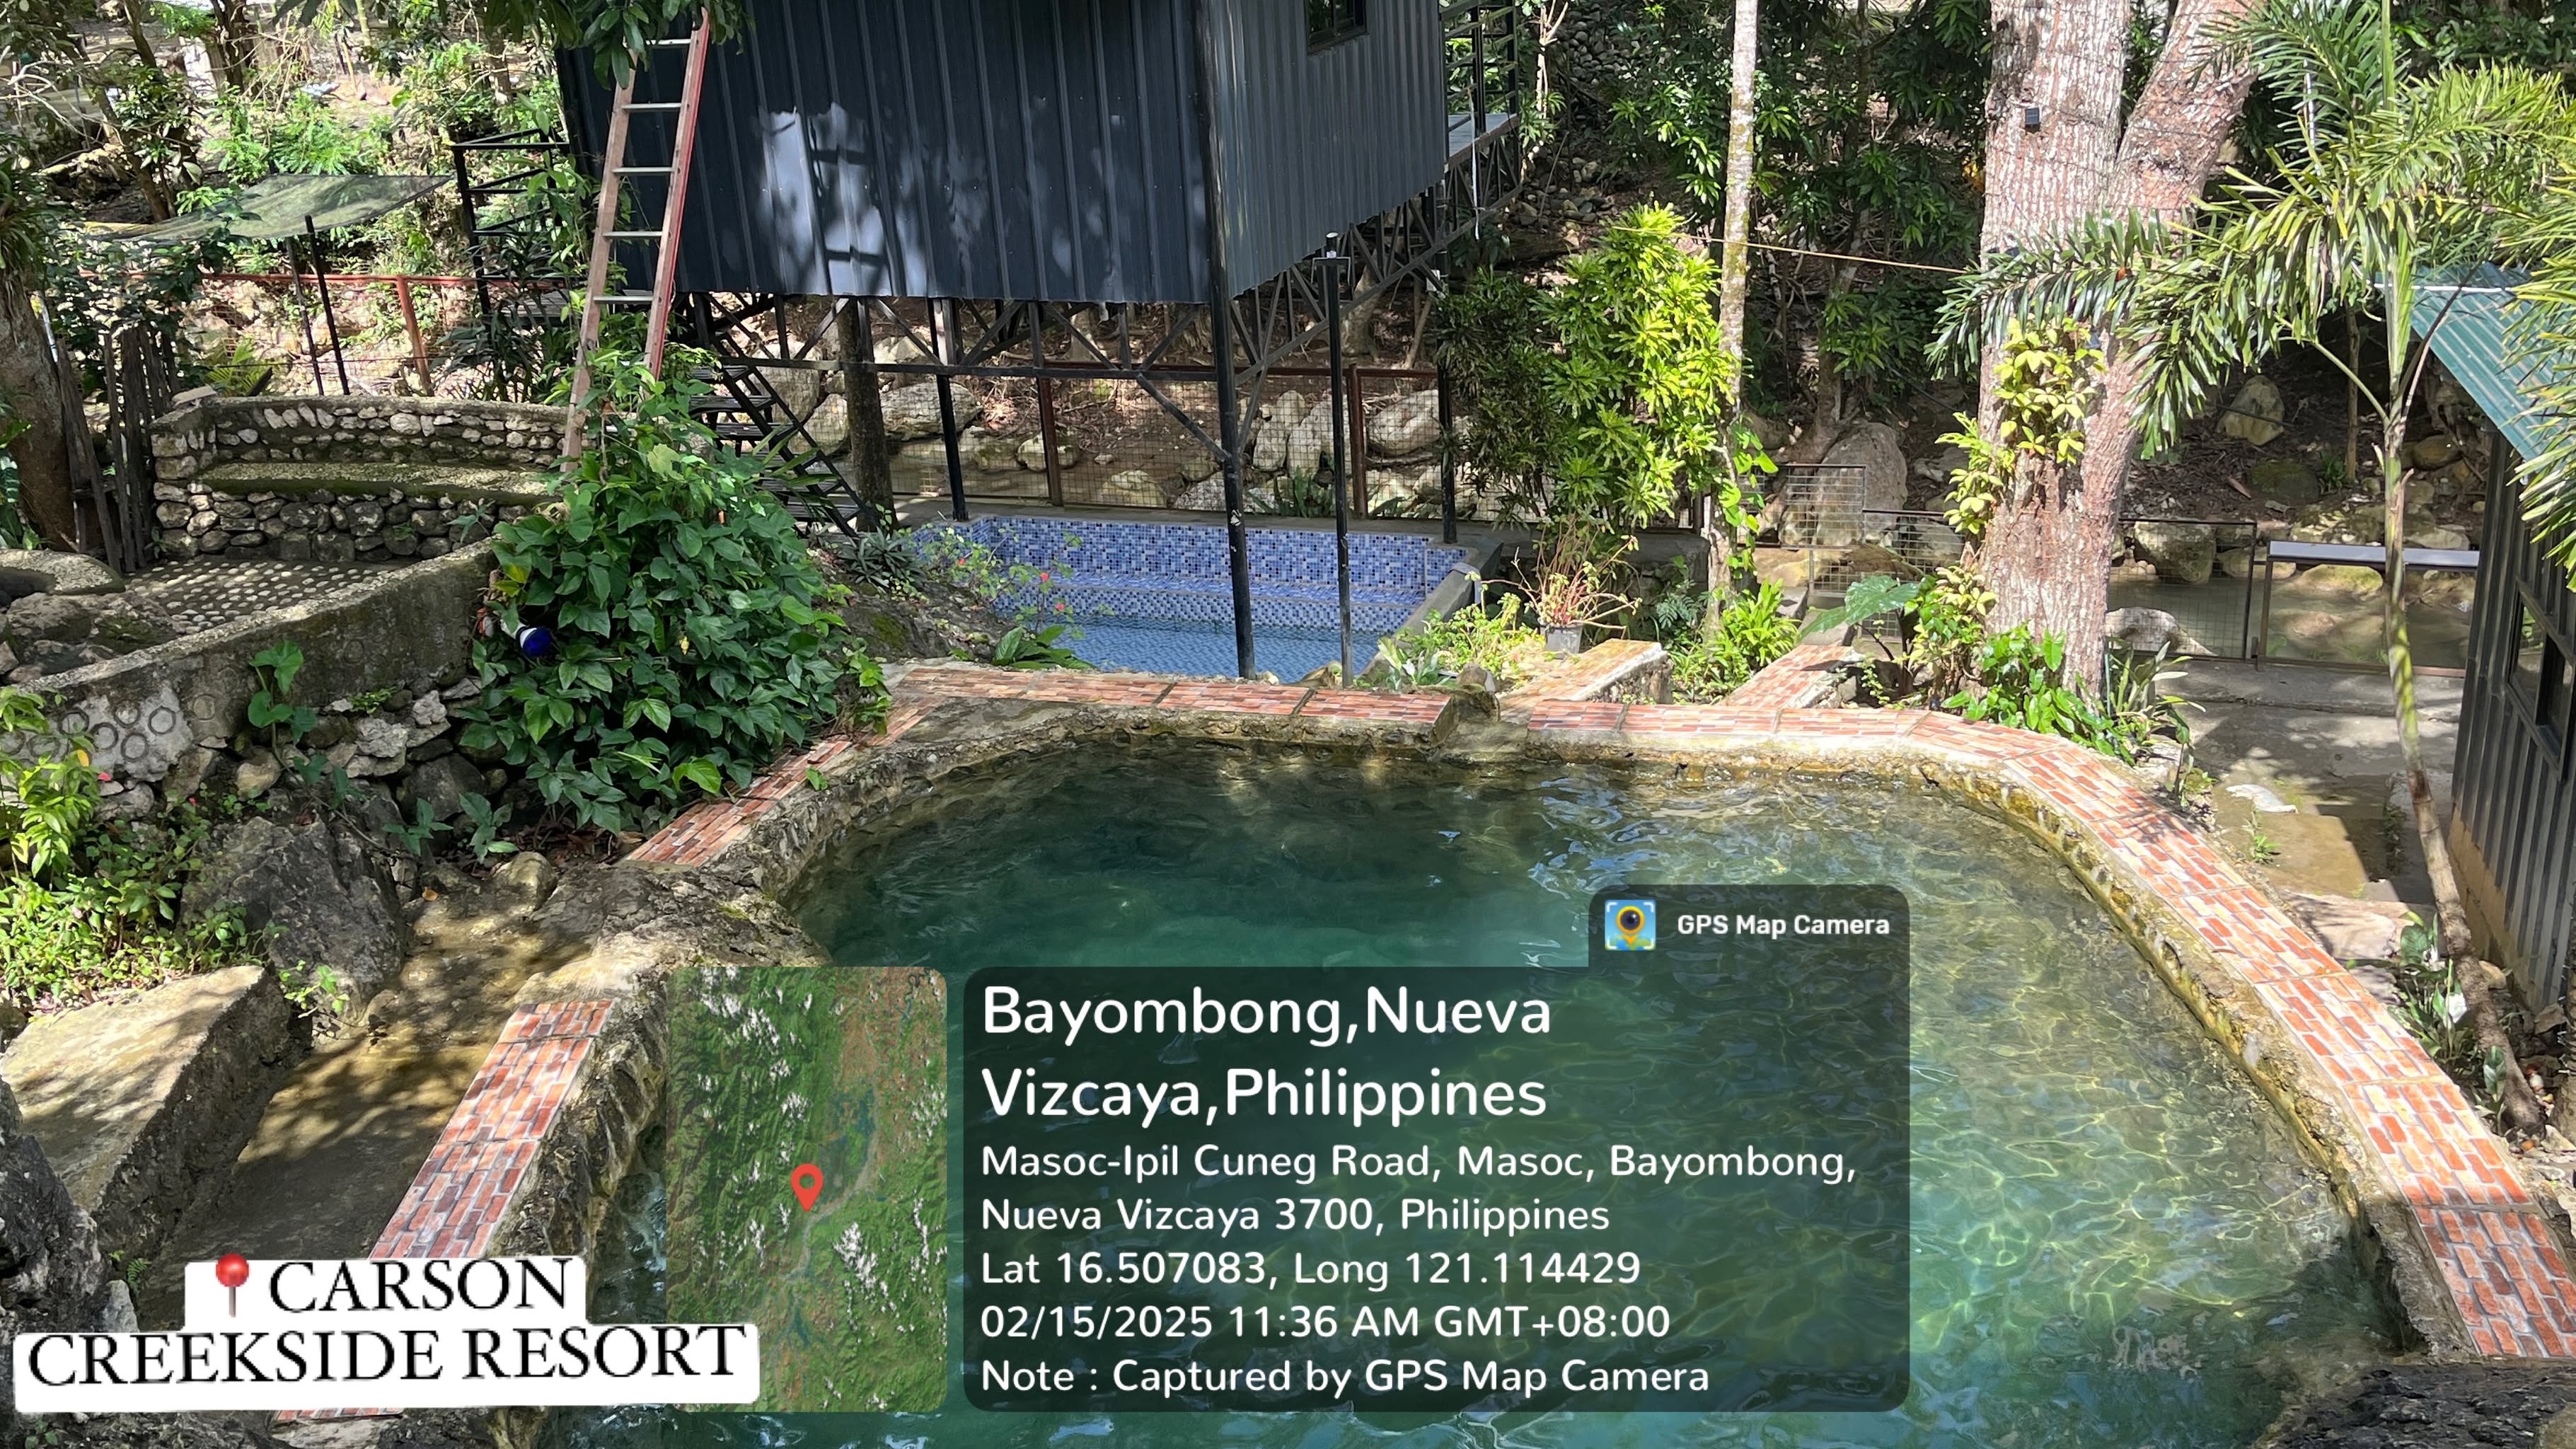 GPS Map Camera
Bayombong,Nueva
Vizcaya,Philippines
Masoc-Ipil Cuneg Road, Masoc, Bayombong,
Nueva Vizcaya 3700, Philippines
Lat 16.507083, Long 121.114429
02/15/2025 11:36 AM GMT+08:00
Note : Captured by GPS Map Camera
📍CARSON
CREEKSIDE RESORT